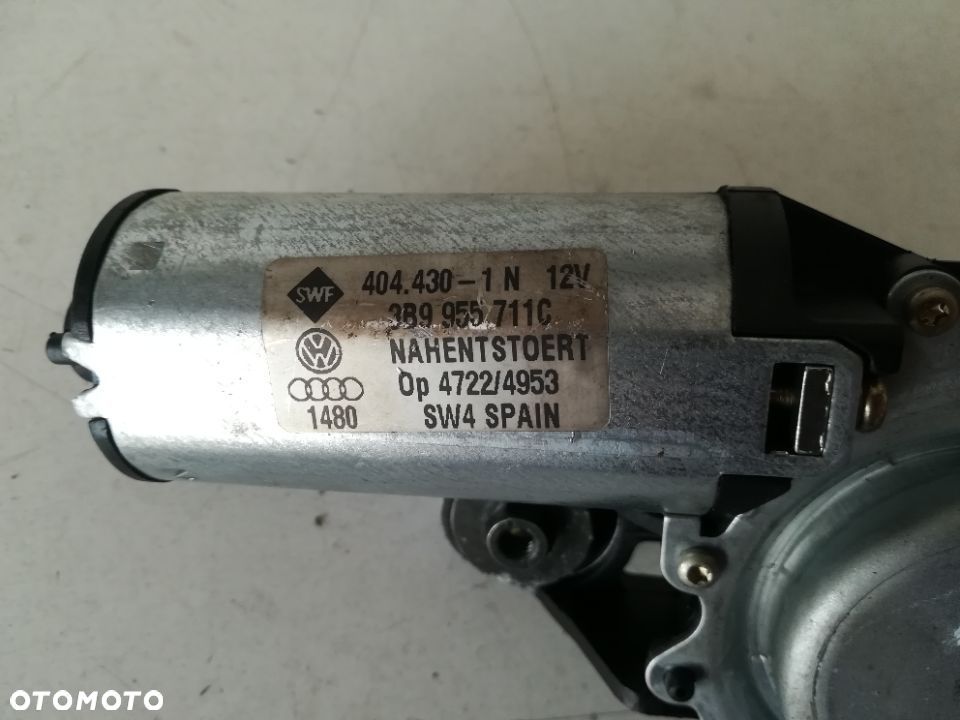 SWF 404.430-1 N 12V
3B9 955 711C
NAHENTSTOERT
Op 4722/4953
1480 SW4 SPAIN
OTOMOTO